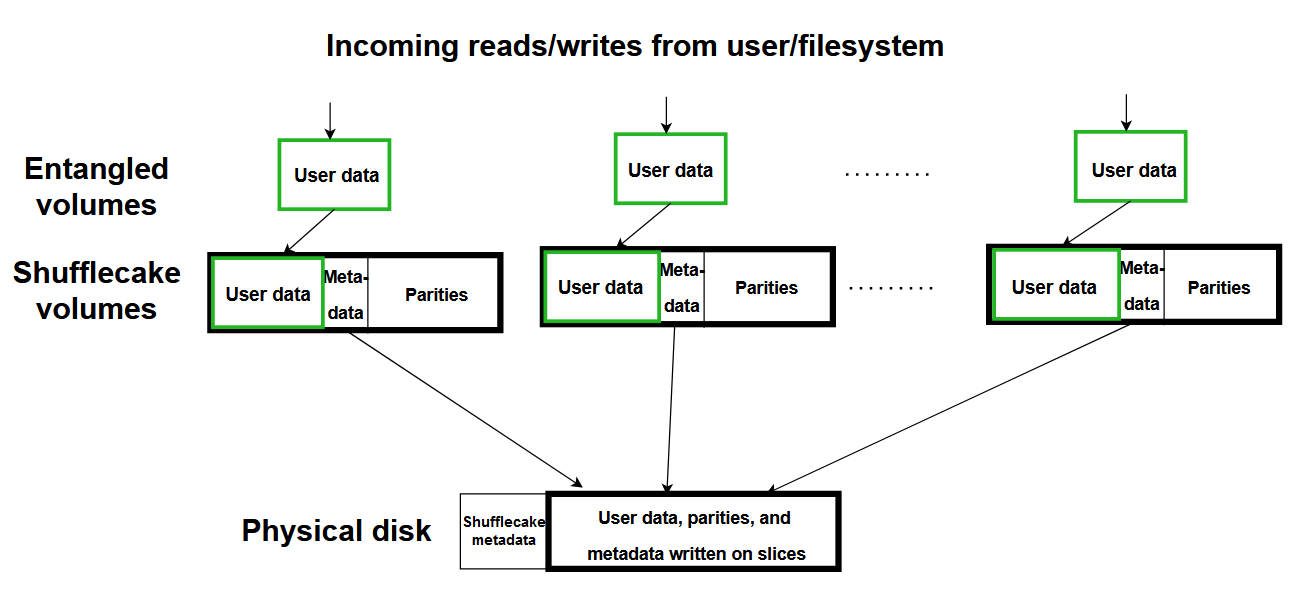 Incoming reads/writes from user/filesystem
Entangled
volumes
User data
User data
.........
User data
Shufflecake
volumes
User data
Meta-
data
Parities
User data
Meta-
data
Parities
.........
User data
Meta-
data
Parities
Physical disk
Shufflecake
metadata
User data, parities, and
metadata written on slices